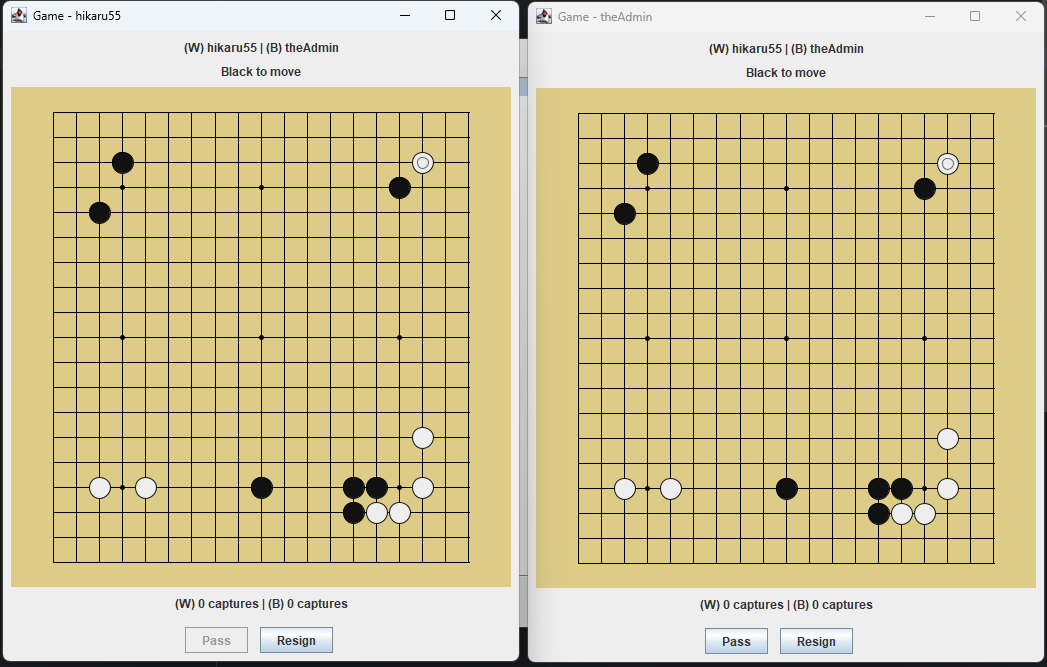 Game - hikaru55
(W) hikaru55 | (B) theAdmin
Black to move
(W) 0 captures | (B) 0 captures
Pass
Resign
Game - theAdmin
(W) hikaru55 | (B) theAdmin
Black to move
(W) 0 captures | (B) 0 captures
Pass
Resign